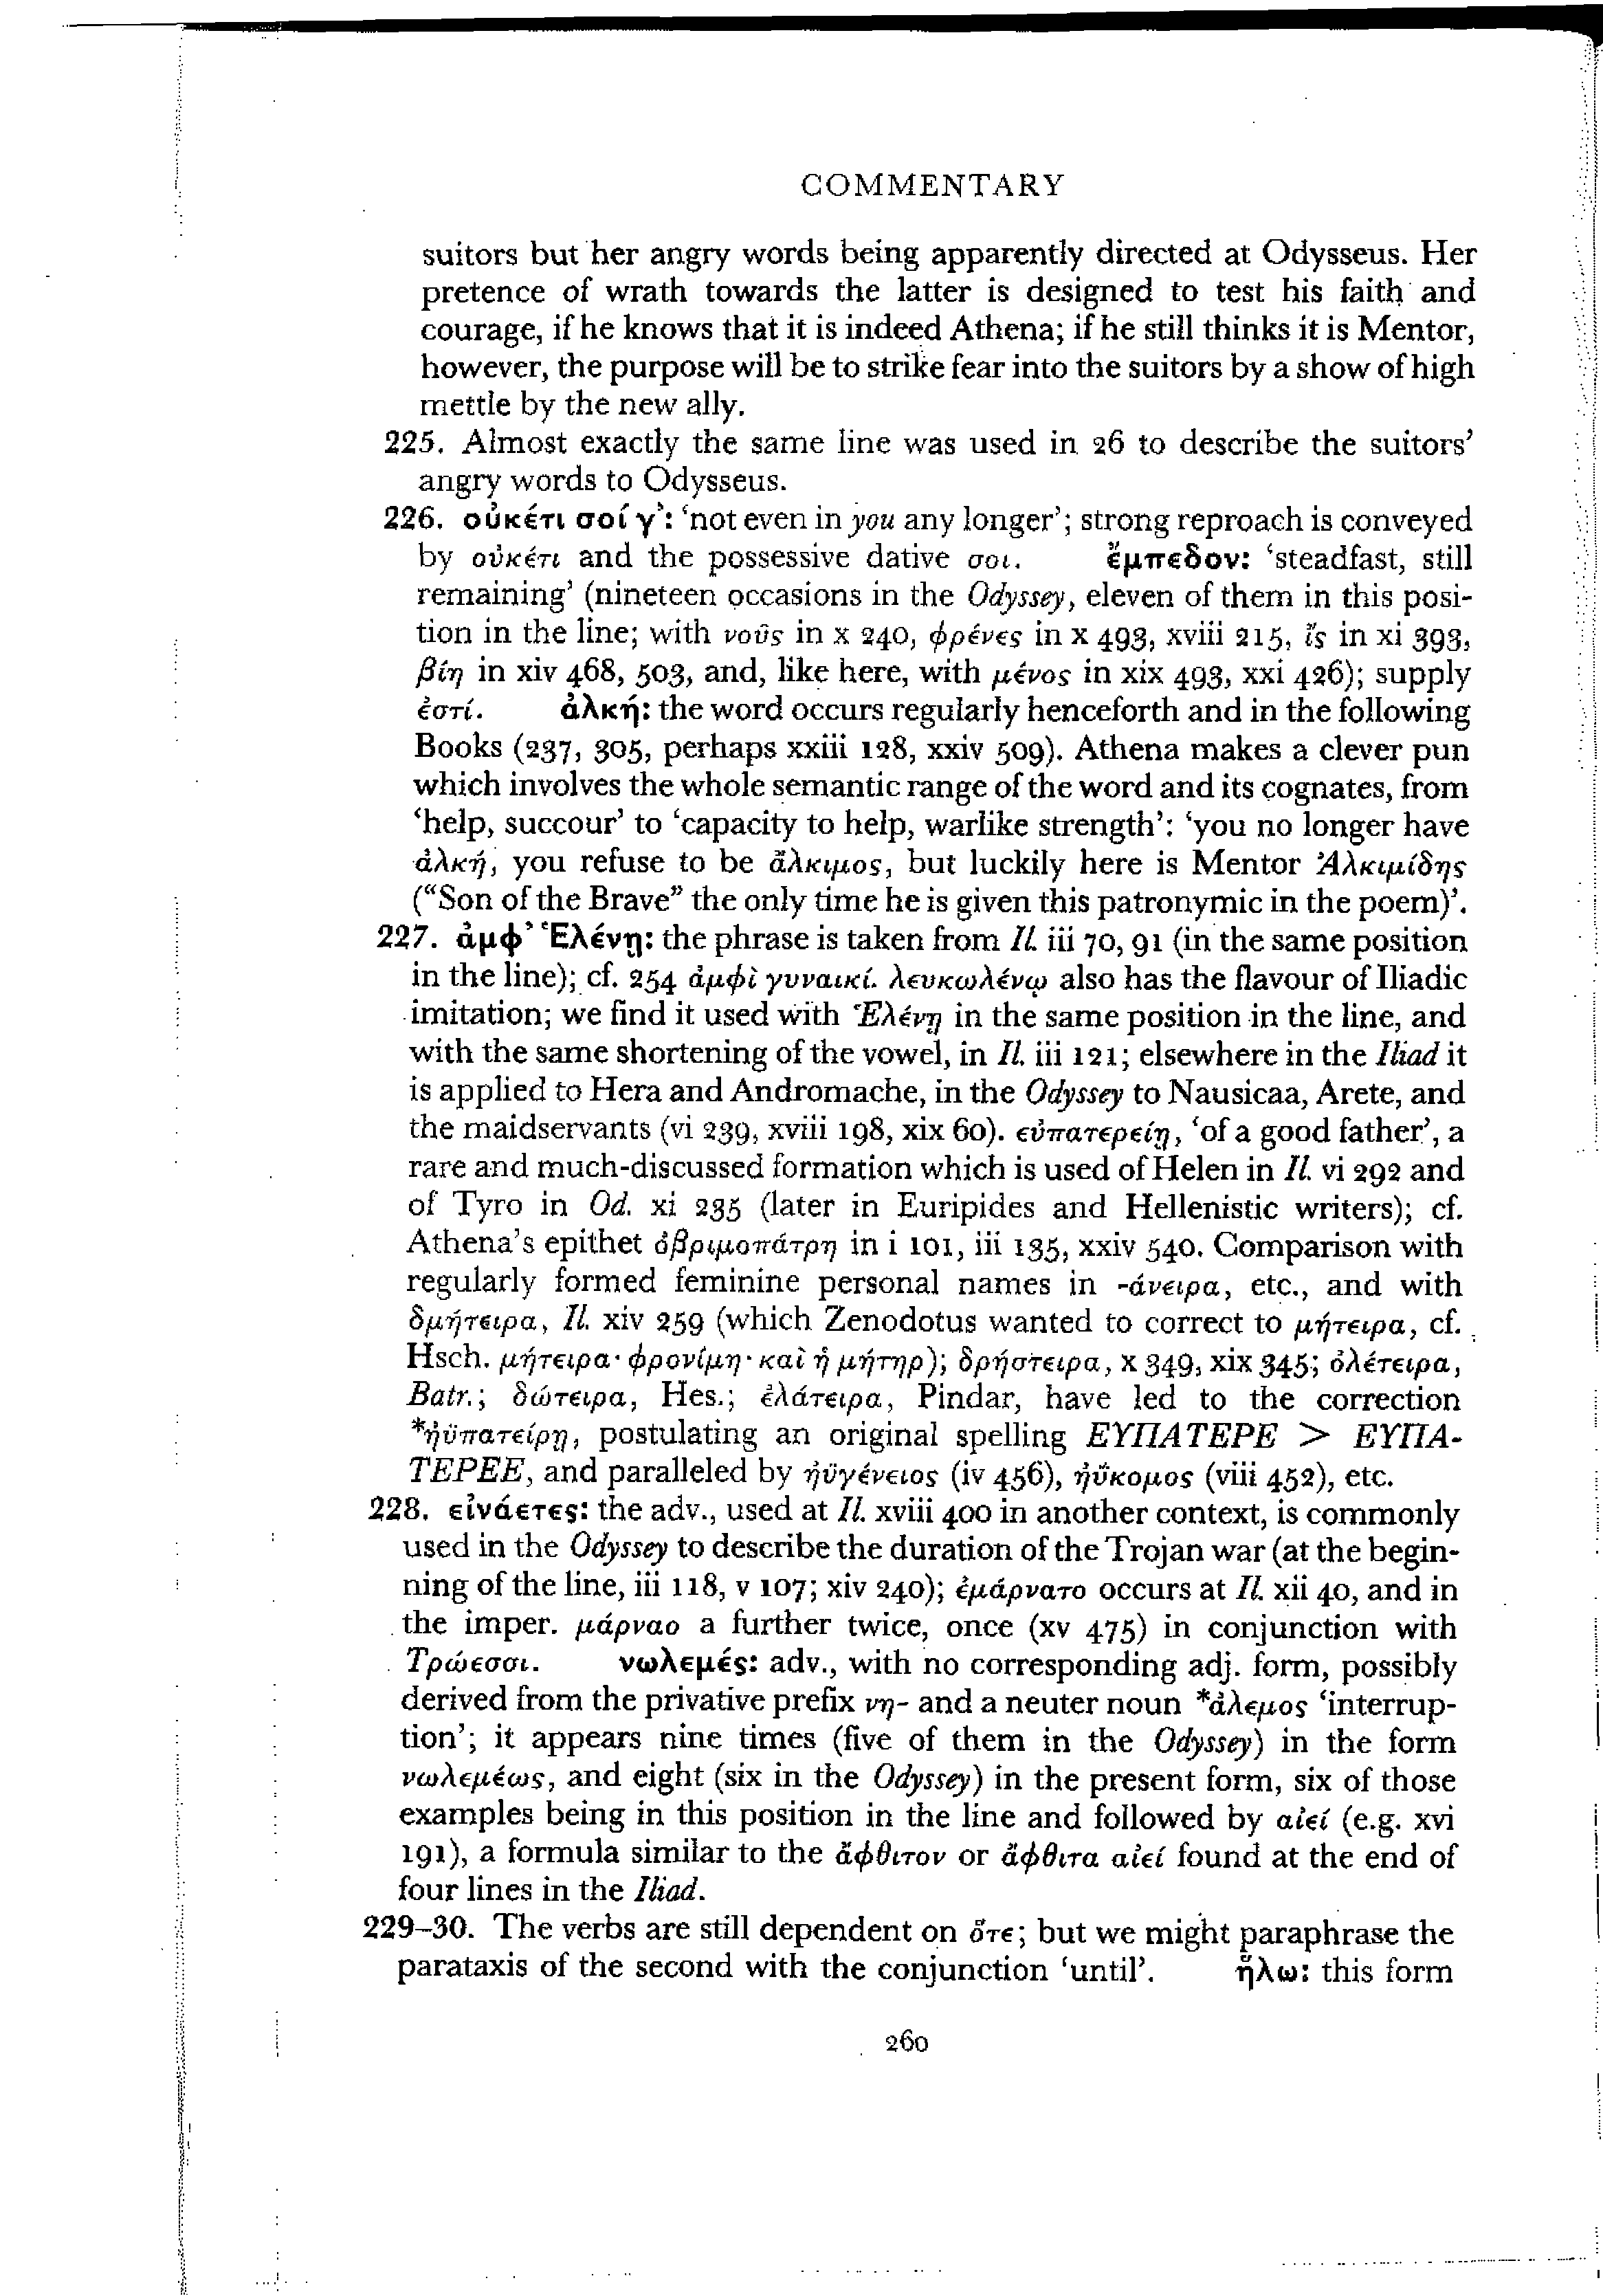 COMMENTARY
suitors but her angry words being apparently directed at Odysseus. Her
pretence of wrath towards the latter is designed to test his faith and
courage, if he knows that it is indeed Athena; if he still thinks it is Mentor,
however, the purpose will be to strike fear into the suitors by a show of high
mettle by the new ally.
225. Almost exactly the same line was used in 26 to describe the suitors'
angry words to Odysseus.
226. οὐκέτι σοί γ': 'not even in you any longer'; strong reproach is conveyed
by οὐκέτι and the possessive dative σοι. ἔμπεδον: 'steadfast, still
remaining' (nineteen occasions in the Odyssey, eleven of them in this posi-
tion in the line; with νοῦς in x 240, φρένες in x 493, xviii 215, ἴς in xi 393,
βίη in xiv 468, 503, and, like here, with μένος in xix 493, xxi 426); supply
ἐστί. ἀλκή: the word occurs regularly henceforth and in the following
Books (237, 305, perhaps xxiii 128, xxiv 509). Athena makes a clever pun
which involves the whole semantic range of the word and its cognates, from
'help, succour' to 'capacity to help, warlike strength': 'you no longer have
ἀλκή, you refuse to be ἄλκιμος, but luckily here is Mentor Ἀλκιμίδης
("Son of the Brave" the only time he is given this patronymic in the poem)'.
227. ἀμφ' Ἑλένῃ: the phrase is taken from Il. iii 70, 91 (in the same position
in the line); cf. 254 ἀμφὶ γυναικί. λευκωλένῳ also has the flavour of Iliadic
imitation; we find it used with Ἑλένῃ in the same position in the line, and
with the same shortening of the vowel, in Il. iii 121; elsewhere in the Iliad it
is applied to Hera and Andromache, in the Odyssey to Nausicaa, Arete, and
the maidservants (vi 239, xviii 198, xix 60). εὐπατερείῃ, 'of a good father', a
rare and much-discussed formation which is used of Helen in Il. vi 292 and
of Tyro in Od. xi 235 (later in Euripides and Hellenistic writers); cf.
Athena's epithet ὀβριμοπάτρη in i 101, iii 135, xxiv 540. Comparison with
regularly formed feminine personal names in -άνειρα, etc., and with
δμήτειρα, Il. xiv 259 (which Zenodotus wanted to correct to μήτειρα, cf.
Hsch. μήτειρα· φρονίμη· καὶ ἡ μήτηρ); δρήστειρα, x 349, xix 345; ὀλέτειρα,
Batr.; δώτειρα, Hes.; ἐλάτειρα, Pindar, have led to the correction
*ἠϋπατείρῃ, postulating an original spelling ΕΥΠΑΤΕΡΕ > ΕΥΠΑ-
ΤΕΡΕΕ, and paralleled by ἠϋγένειος (iv 456), ἠΰκομος (viii 452), etc.
228. εἰνάετες: the adv., used at Il. xviii 400 in another context, is commonly
used in the Odyssey to describe the duration of the Trojan war (at the begin-
ning of the line, iii 118, v 107; xiv 240); ἐμάρνατο occurs at Il. xii 40, and in
the imper. μάρναο a further twice, once (xv 475) in conjunction with
Τρώεσσι. νωλεμές: adv., with no corresponding adj. form, possibly
derived from the privative prefix νη- and a neuter noun *ἄλεμος 'interrup-
tion'; it appears nine times (five of them in the Odyssey) in the form
νωλεμέως, and eight (six in the Odyssey) in the present form, six of those
examples being in this position in the line and followed by αἰεί (e.g. xvi
191), a formula similar to the ἄφθιτον or ἄφθιτα αἰεί found at the end of
four lines in the Iliad.
229–30. The verbs are still dependent on ὅτε; but we might paraphrase the
parataxis of the second with the conjunction 'until'. ἥλω: this form
260